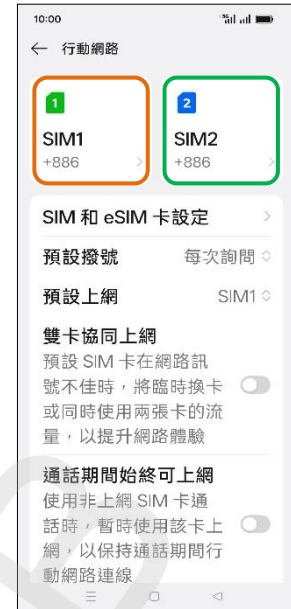 10:00
5G
← 行動網路
1
2
SIM1
SIM2
+886
+886
SIM 和 eSIM 卡設定
預設撥號 每次詢問
預設上網 SIM1
雙卡協同上網
預設 SIM 卡在網路訊
號不佳時，將臨時換卡
或同時使用兩張卡的流
量，以提升網路體驗
通話期間始終可上網
使用非上網 SIM 卡通
話時，暫時使用該卡上
網，以保持通話期間行
動網路連線